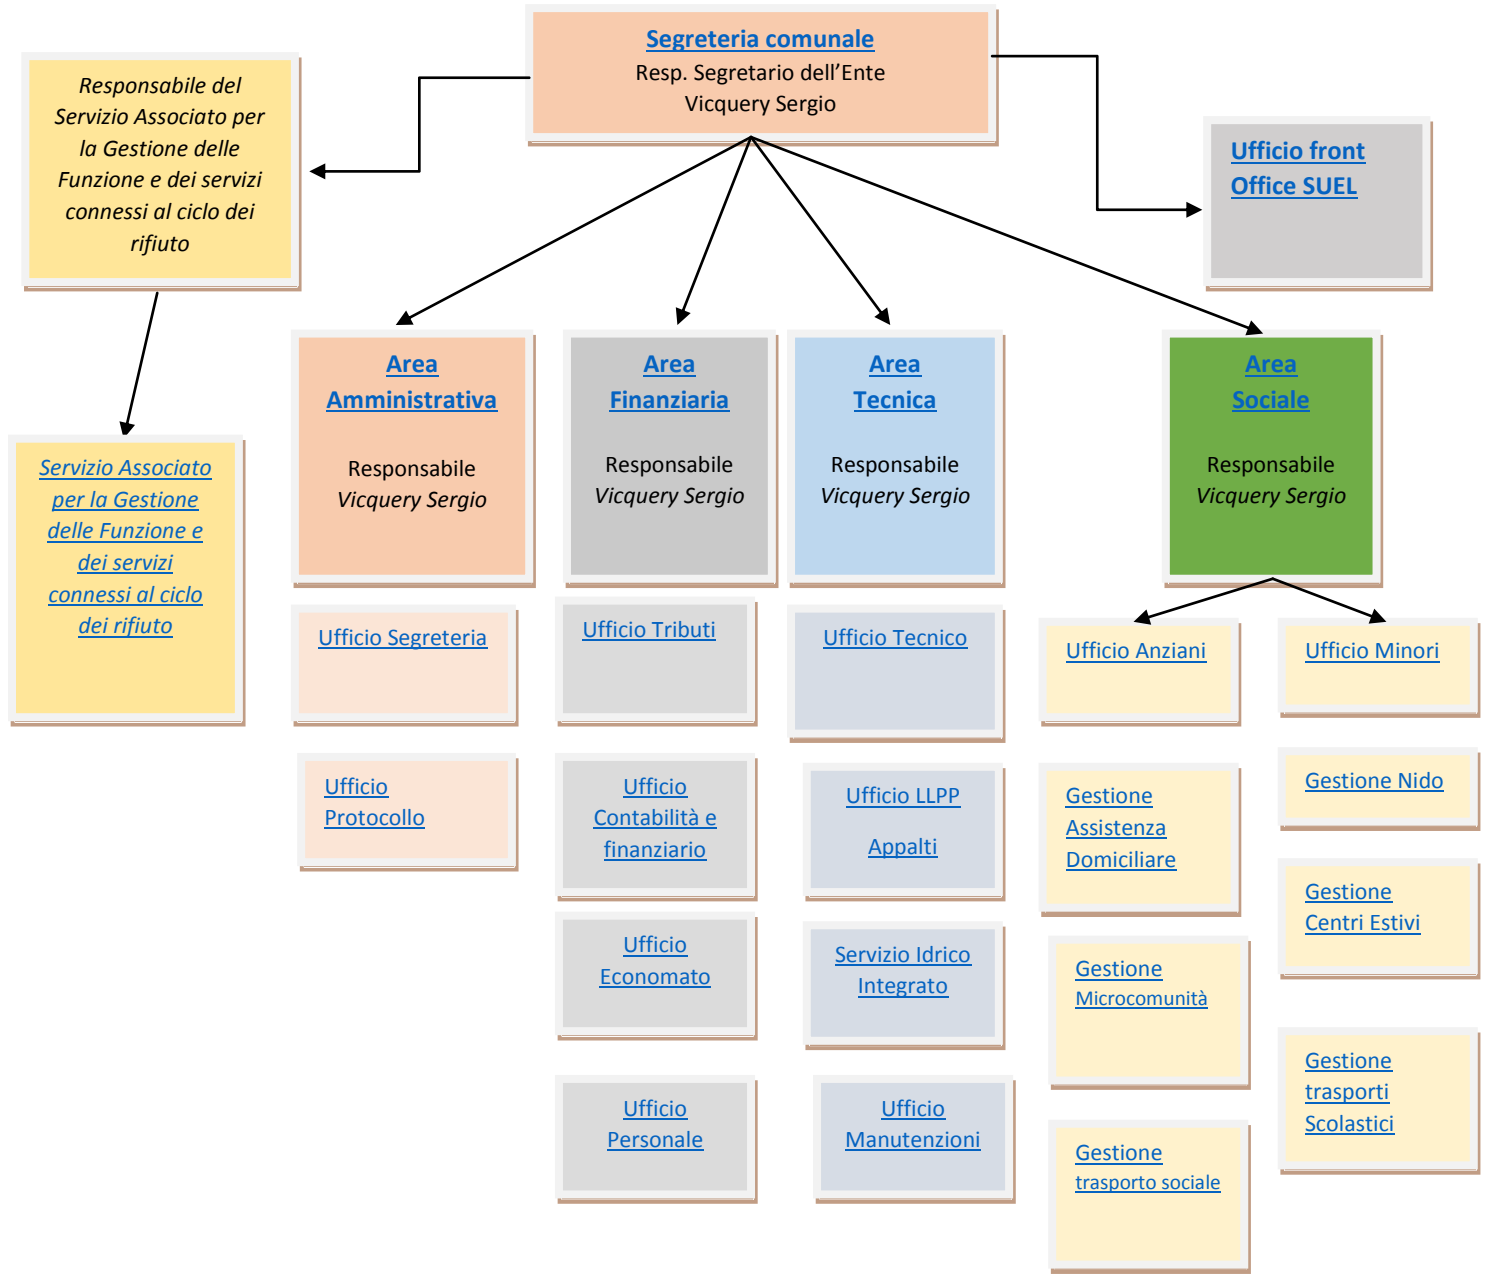 Segreteria comunale
Resp. Segretario dell'Ente
Vicquery Sergio
Responsabile del
Servizio Associato per
la Gestione delle
Funzione e dei servizi
connessi al ciclo dei
rifiuto
Ufficio front
Office SUEL
Servizio Associato
per la Gestione
delle Funzione e
dei servizi
connessi al ciclo
dei rifiuto
Area
Amministrativa
Responsabile
Vicquery Sergio
Area
Finanziaria
Responsabile
Vicquery Sergio
Area
Tecnica
Responsabile
Vicquery Sergio
Area
Sociale
Responsabile
Vicquery Sergio
Ufficio Segreteria
Ufficio
Protocollo
Ufficio Tributi
Ufficio
Contabilità e
finanziario
Ufficio
Economato
Ufficio
Personale
Ufficio Tecnico
Ufficio LLPP
Appalti
Servizio Idrico
Integrato
Ufficio
Manutenzioni
Ufficio Anziani
Gestione
Assistenza
Domiciliare
Gestione
Microcomunità
Gestione
trasporto sociale
Ufficio Minori
Gestione Nido
Gestione
Centri Estivi
Gestione
trasporti
Scolastici